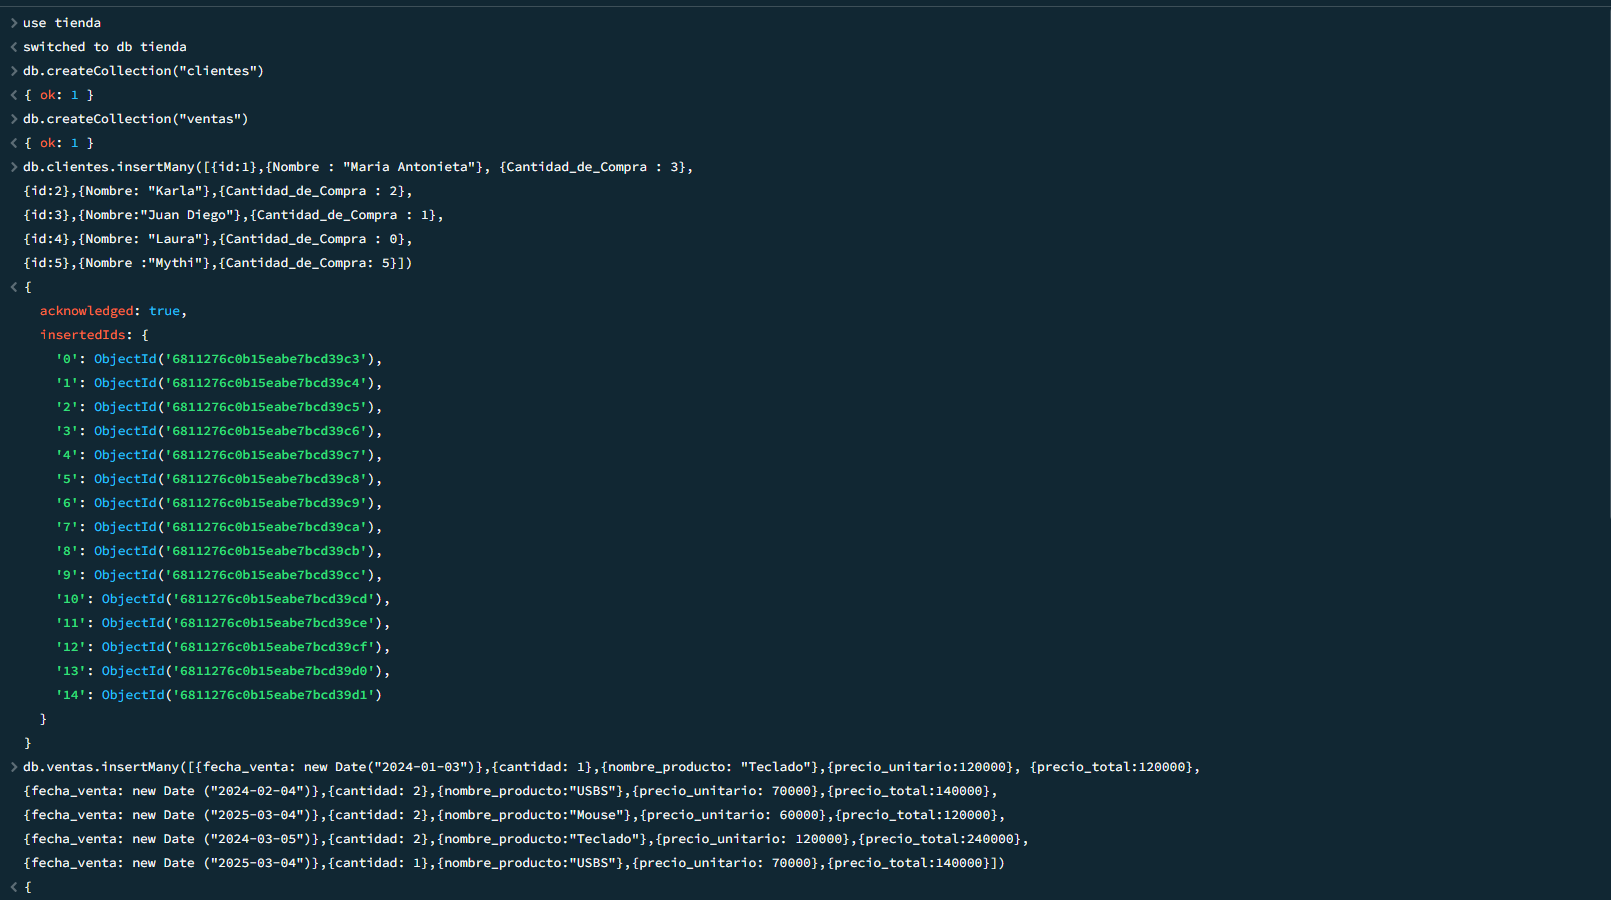 use tienda
switched to db tienda
db.createCollection("clientes")
{ ok: 1 }
db.createCollection("ventas")
{ ok: 1 }
db.clientes.insertMany([{id:1},{Nombre : "Maria Antonieta"}, {Cantidad_de_Compra : 3},
{id:2},{Nombre: "Karla"},{Cantidad_de_Compra : 2},
{id:3},{Nombre:"Juan Diego"},{Cantidad_de_Compra : 1},
{id:4},{Nombre: "Laura"},{Cantidad_de_Compra : 0},
{id:5},{Nombre :"Mythi"},{Cantidad_de_Compra: 5}])
{
acknowledged: true,
insertedIds: {
'0': ObjectId('6811276c0b15eabe7bcd39c3'),
'1': ObjectId('6811276c0b15eabe7bcd39c4'),
'2': ObjectId('6811276c0b15eabe7bcd39c5'),
'3': ObjectId('6811276c0b15eabe7bcd39c6'),
'4': ObjectId('6811276c0b15eabe7bcd39c7'),
'5': ObjectId('6811276c0b15eabe7bcd39c8'),
'6': ObjectId('6811276c0b15eabe7bcd39c9'),
'7': ObjectId('6811276c0b15eabe7bcd39ca'),
'8': ObjectId('6811276c0b15eabe7bcd39cb'),
'9': ObjectId('6811276c0b15eabe7bcd39cc'),
'10': ObjectId('6811276c0b15eabe7bcd39cd'),
'11': ObjectId('6811276c0b15eabe7bcd39ce'),
'12': ObjectId('6811276c0b15eabe7bcd39cf'),
'13': ObjectId('6811276c0b15eabe7bcd39d0'),
'14': ObjectId('6811276c0b15eabe7bcd39d1')
}
}
db.ventas.insertMany([{fecha_venta: new Date("2024-01-03")},{cantidad: 1},{nombre_producto: "Teclado"},{precio_unitario:120000}, {precio_total:120000},
{fecha_venta: new Date ("2024-02-04")},{cantidad: 2},{nombre_producto:"USBS"},{precio_unitario: 70000},{precio_total:140000},
{fecha_venta: new Date ("2025-03-04")},{cantidad: 2},{nombre_producto:"Mouse"},{precio_unitario: 60000},{precio_total:120000},
{fecha_venta: new Date ("2024-03-05")},{cantidad: 2},{nombre_producto:"Teclado"},{precio_unitario: 120000},{precio_total:240000},
{fecha_venta: new Date ("2025-03-04")},{cantidad: 1},{nombre_producto:"USBS"},{precio_unitario: 70000},{precio_total:140000}])
{